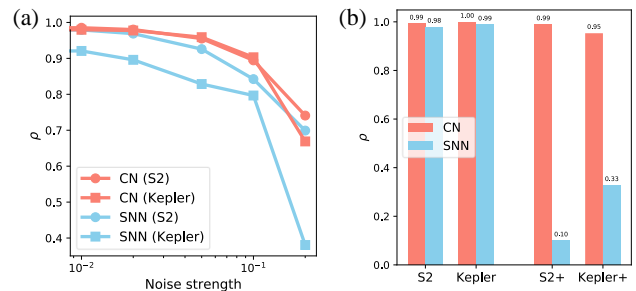 (a)
1.0
0.9
0.8
0.7
0.6
0.5
0.4
ρ
CN (S2)
CN (Kepler)
SNN (S2)
SNN (Kepler)
10⁻²
10⁻¹
Noise strength
(b)
1.0
0.8
0.6
0.4
0.2
0.0
ρ
0.99
0.98
1.00
0.99
0.99
0.10
0.95
0.33
CN
SNN
S2
Kepler
S2+
Kepler+